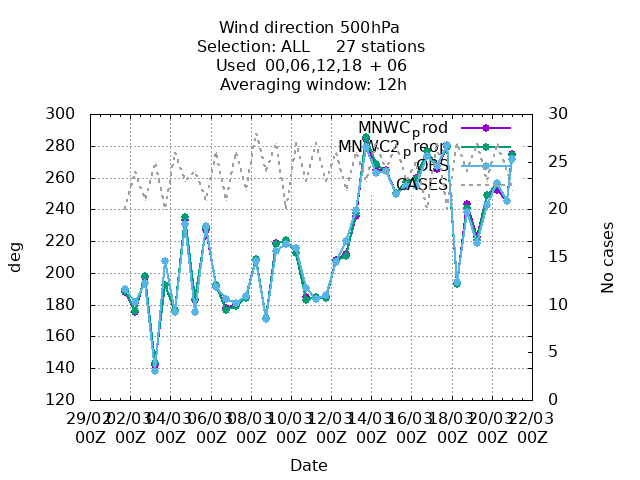 Wind direction 500hPa
Selection: ALL     27 stations
Used  00,06,12,18 + 06
Averaging window: 12h
300
280
260
240
220
200
180
160
140
120
30
25
20
15
10
5
0
deg
No cases
MNWCprod
MNWC2proop
OBS
CASES
29/02 02/03 04/03 06/03 08/03 10/03 12/03 14/03 16/03 18/03 20/03 22/03
00Z 00Z 00Z 00Z 00Z 00Z 00Z 00Z 00Z 00Z 00Z 00Z
Date